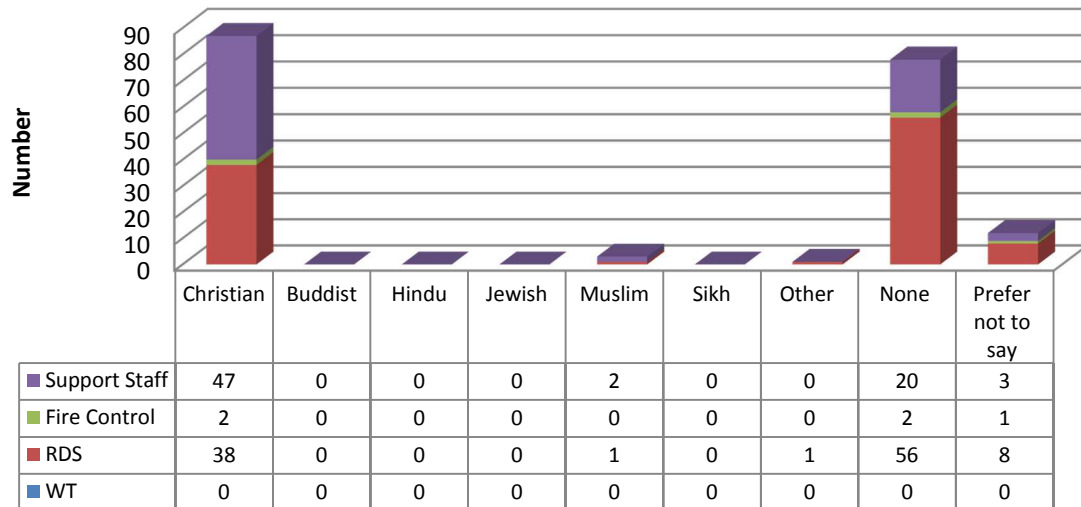 Number
90
80
70
60
50
40
30
20
10
0
Christian Buddist Hindu Jewish Muslim Sikh Other None Prefer
not to
say
Support Staff 47 0 0 0 2 0 0 20 3
Fire Control 2 0 0 0 0 0 0 2 1
RDS 38 0 0 0 1 0 1 56 8
WT 0 0 0 0 0 0 0 0 0